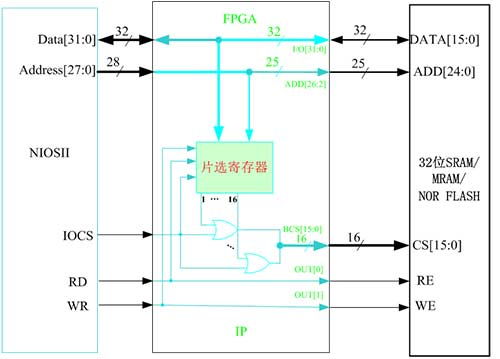 FPGA
Data[31:0] 32 32 32 DATA[15:0]
I/O[31:0]
Address[27:0] 28 25 25 ADD[24:0]
ADD[26:2]
NIOSII
片选寄存器
32位SRAM/
MRAM/
NOR FLASH
1 ··· 16
IOCS
BCS[15:0]
16 16 CS[15:0]
OUT[0]
RD RE
OUT[1]
WR WE
IP